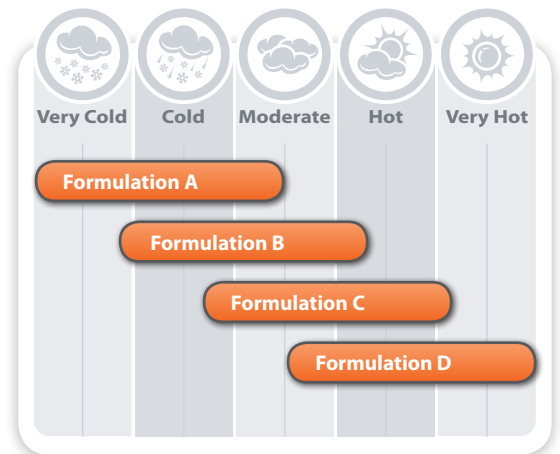 Very Cold Cold Moderate Hot Very Hot
Formulation A
Formulation B
Formulation C
Formulation D